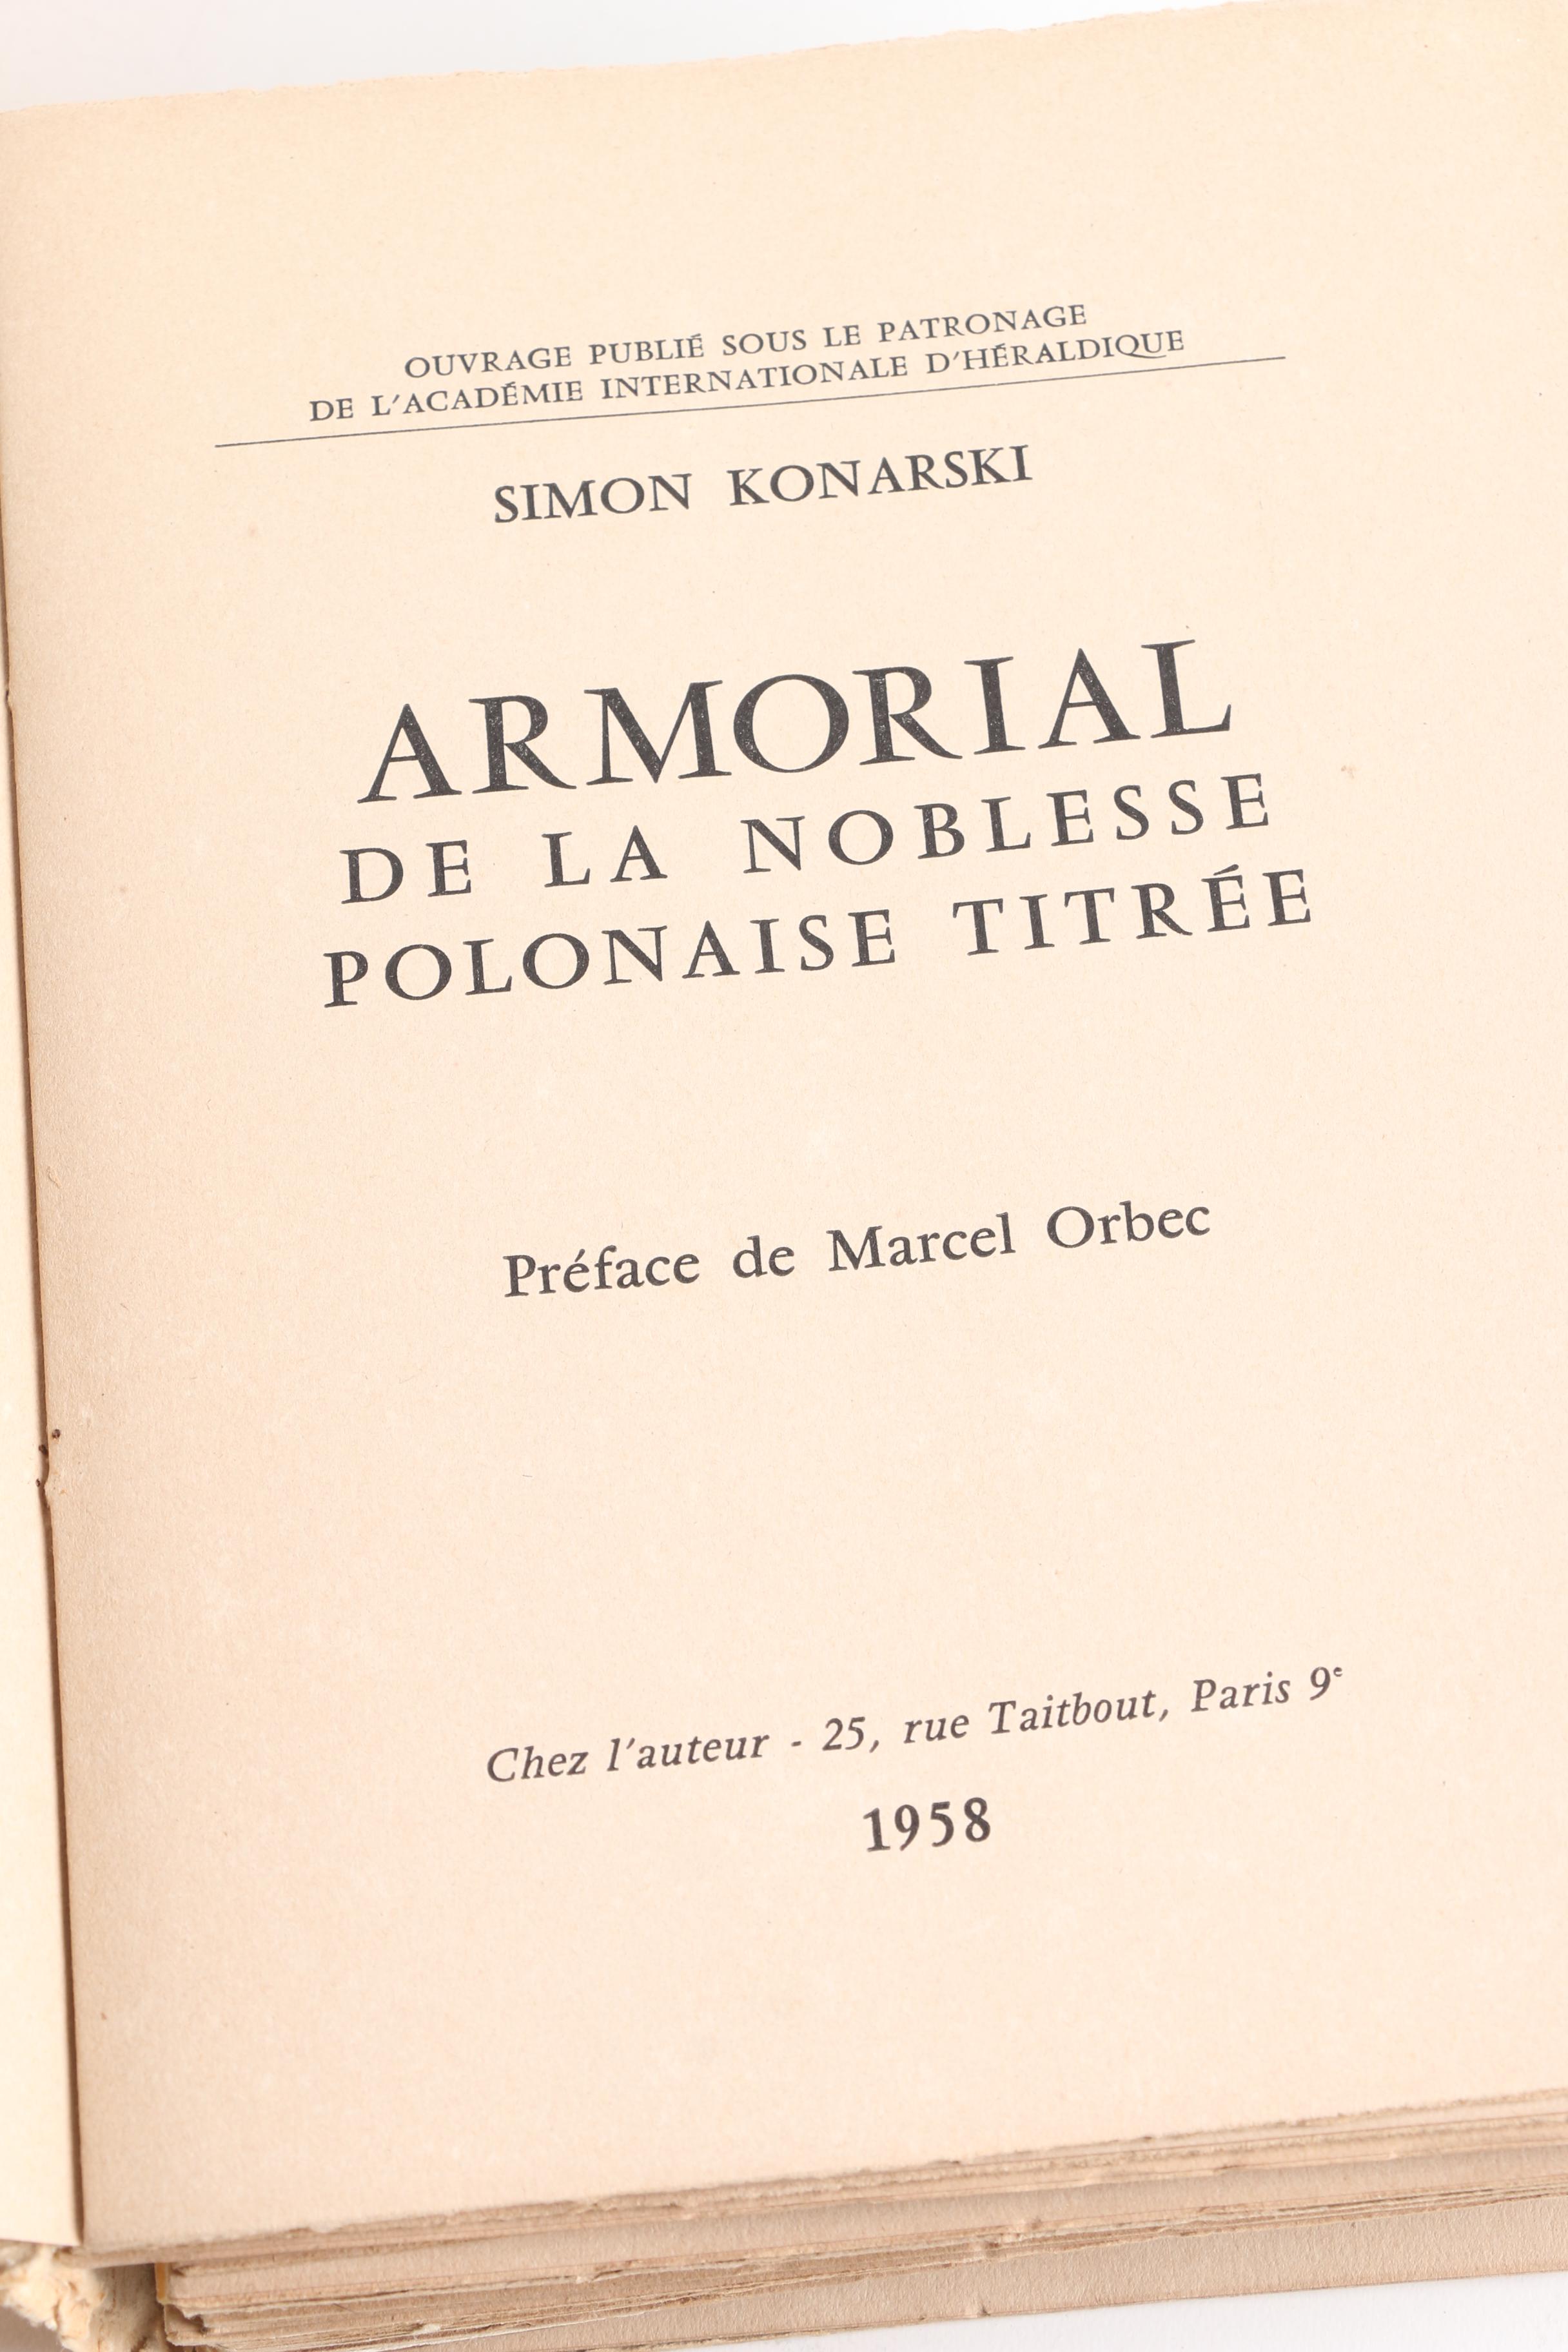 OUVRAGE PUBLIÉ SOUS LE PATRONAGE
DE L'ACADÉMIE INTERNATIONALE D'HÉRALDIQUE
SIMON KONARSKI
ARMORIAL
DE LA NOBLESSE
POLONAISE TITRÉE
Préface de Marcel Orbec
Chez l'auteur - 25, rue Taitbout, Paris 9ᵉ
1958